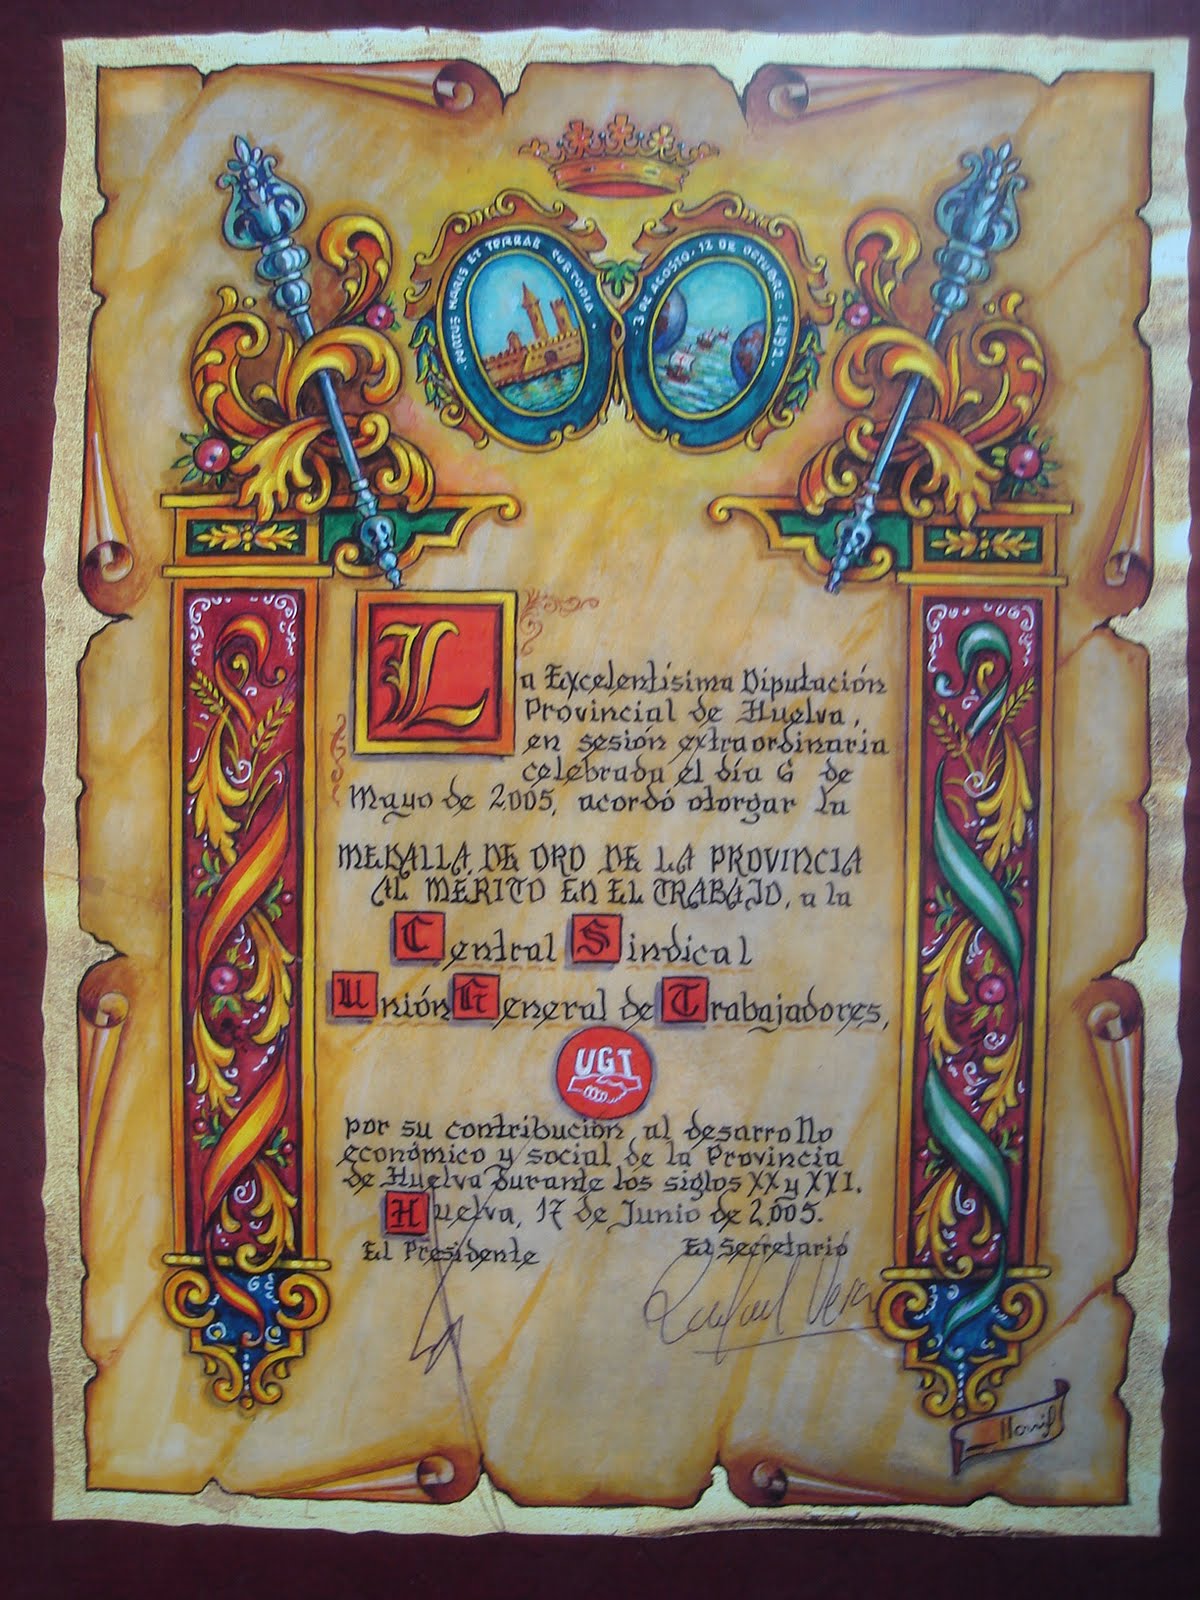 PORTUS MARIS ET TERRAE CUSTODIA
3 DE AGOSTO · 12 DE OCTUBRE · 1492
La Excelentísima Diputación
Provincial de Huelva,
en sesión extraordinaria
celebrada el día 6 de
Mayo de 2005, acordó otorgar la
MEDALLA DE ORO DE LA PROVINCIA
AL MÉRITO EN EL TRABAJO, a la
Central Sindical
Unión General de Trabajadores,
UGT
por su contribución al desarrollo
económico y social de la Provincia
de Huelva Durante los siglos XX y XXI.
Huelva, 17 de Junio de 2.005.
El Presidente El Secretario
Rafael Vera